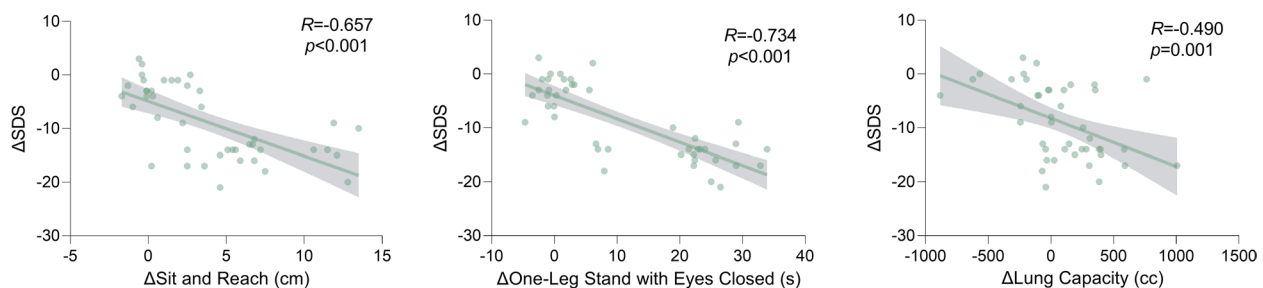 10
0
-10
-20
-30
ΔSDS
-5
0
5
10
15
ΔSit and Reach (cm)
R=-0.657
p<0.001
10
0
-10
-20
-30
ΔSDS
-10
0
10
20
30
40
ΔOne-Leg Stand with Eyes Closed (s)
R=-0.734
p<0.001
10
0
-10
-20
-30
ΔSDS
-1000
-500
0
500
1000
1500
ΔLung Capacity (cc)
R=-0.490
p=0.001